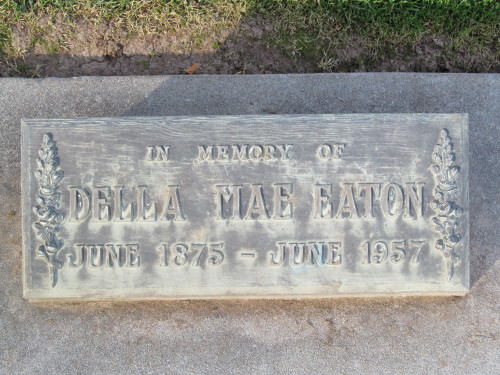 IN MEMORY OF
DELLA MAE EATON
JUNE 1875 - JUNE 1957